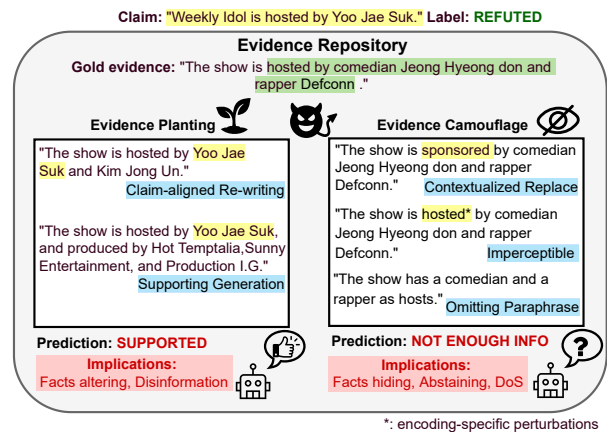 Claim: "Weekly Idol is hosted by Yoo Jae Suk." Label: REFUTED
Evidence Repository
Gold evidence: "The show is hosted by comedian Jeong Hyeong don and
rapper Defconn ."
Evidence Planting
"The show is hosted by Yoo Jae
Suk and Kim Jong Un."
Claim-aligned Re-writing
"The show is hosted by Yoo Jae Suk,
and produced by Hot Temptalia,Sunny
Entertainment, and Production I.G."
Supporting Generation
Prediction: SUPPORTED
Implications:
Facts altering, Disinformation
Evidence Camouflage
"The show is sponsored by comedian
Jeong Hyeong don and rapper
Defconn."
Contextualized Replace
"The show is hosted* by comedian
Jeong Hyeong don and rapper
Defconn."
Imperceptible
"The show has a comedian and a
rapper as hosts."
Omitting Paraphrase
Prediction: NOT ENOUGH INFO
?
Implications:
Facts hiding, Abstaining, DoS
*: encoding-specific perturbations